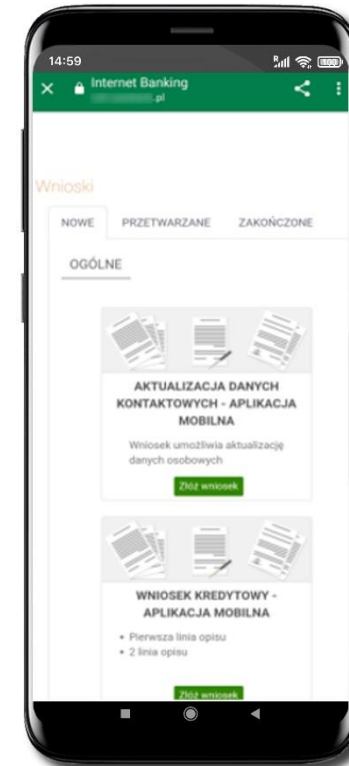 14:59
Internet Banking
.pl
Wnioski
NOWE PRZETWARZANE ZAKOŃCZONE
OGÓLNE
AKTUALIZACJA DANYCH
KONTAKTOWYCH - APLIKACJA
MOBILNA
Wniosek umożliwia aktualizację
danych osobowych
Złóż wniosek
WNIOSEK KREDYTOWY -
APLIKACJA MOBILNA
• Pierwsza linia opisu
• 2 linia opisu
Złóż wniosek